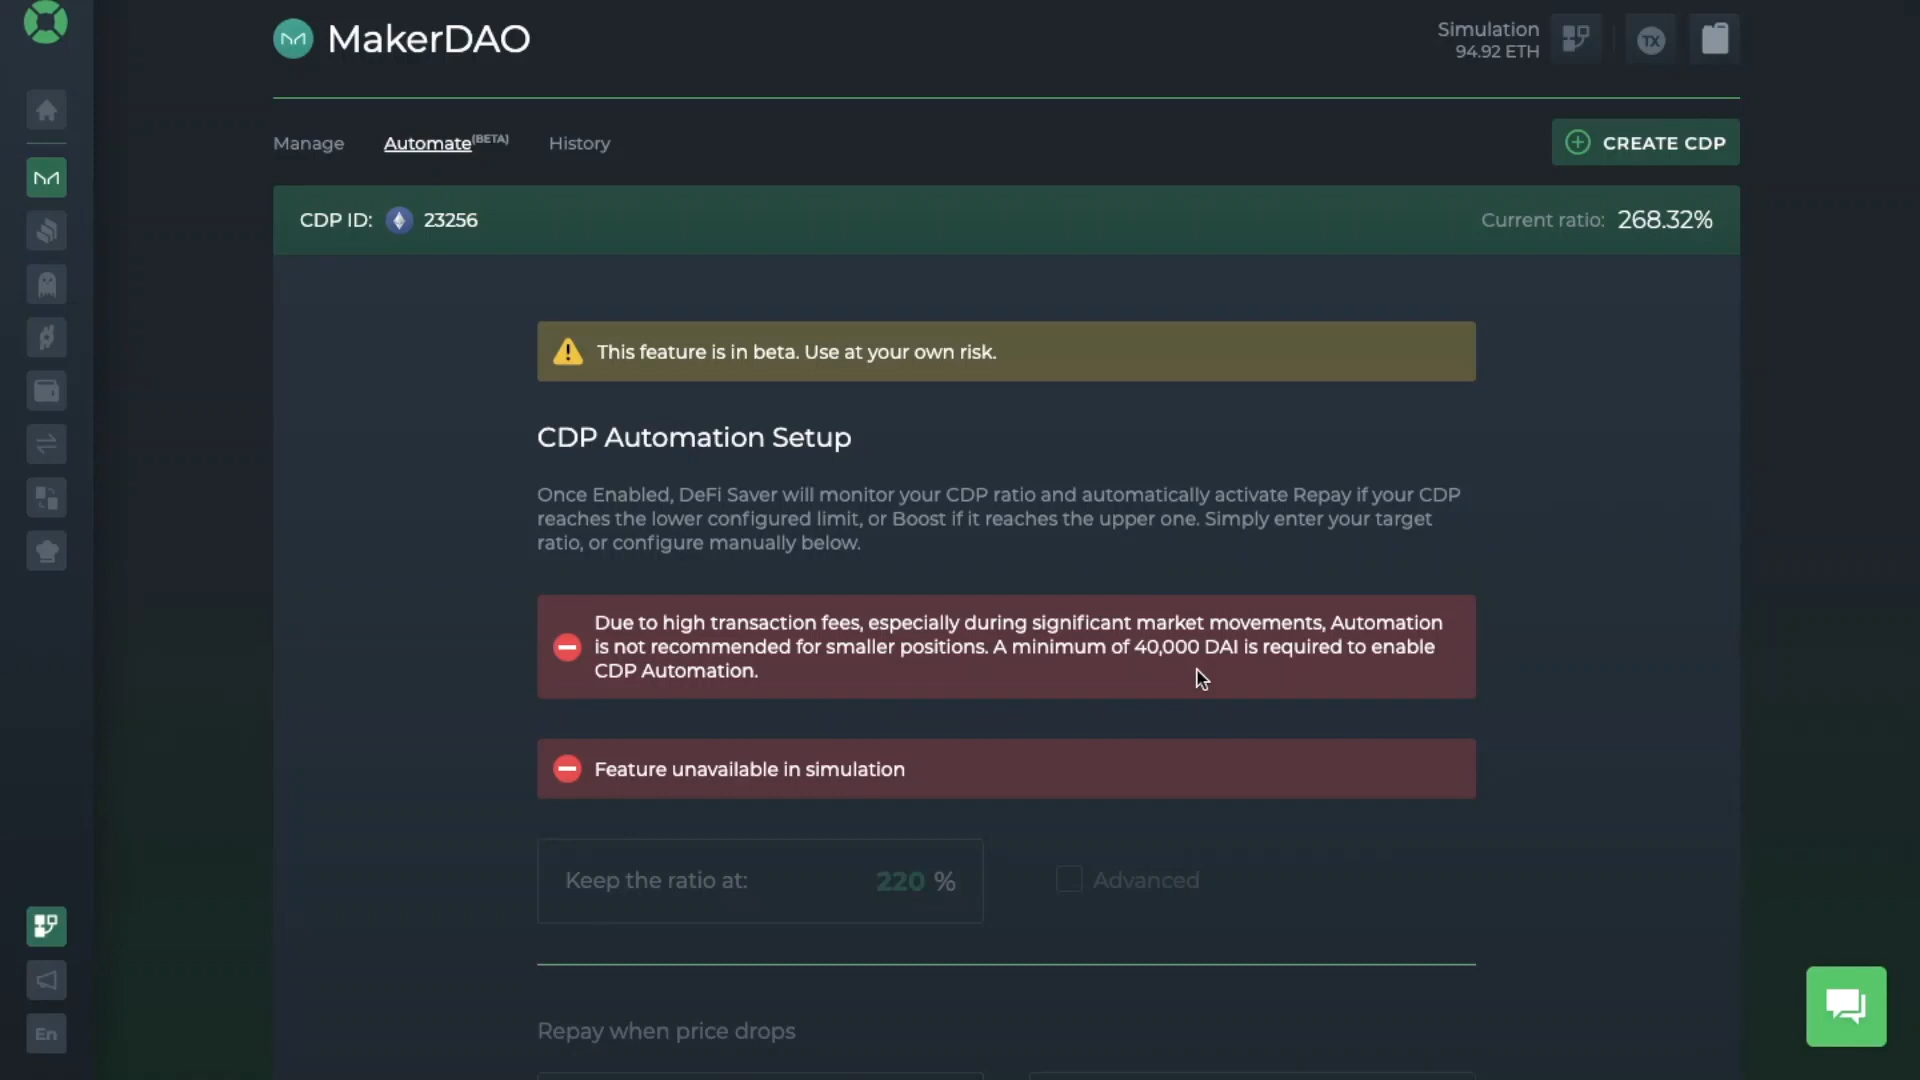 MakerDAO
Simulation
94.92 ETH
TX
Manage
Automate(BETA)
History
CREATE CDP
CDP ID: 23256
Current ratio: 268.32%
This feature is in beta. Use at your own risk.
CDP Automation Setup
Once Enabled, DeFi Saver will monitor your CDP ratio and automatically activate Repay if your CDP
reaches the lower configured limit, or Boost if it reaches the upper one. Simply enter your target
ratio, or configure manually below.
Due to high transaction fees, especially during significant market movements, Automation
is not recommended for smaller positions. A minimum of 40,000 DAI is required to enable
CDP Automation.
Feature unavailable in simulation
Keep the ratio at: 220 %
Advanced
Repay when price drops
En